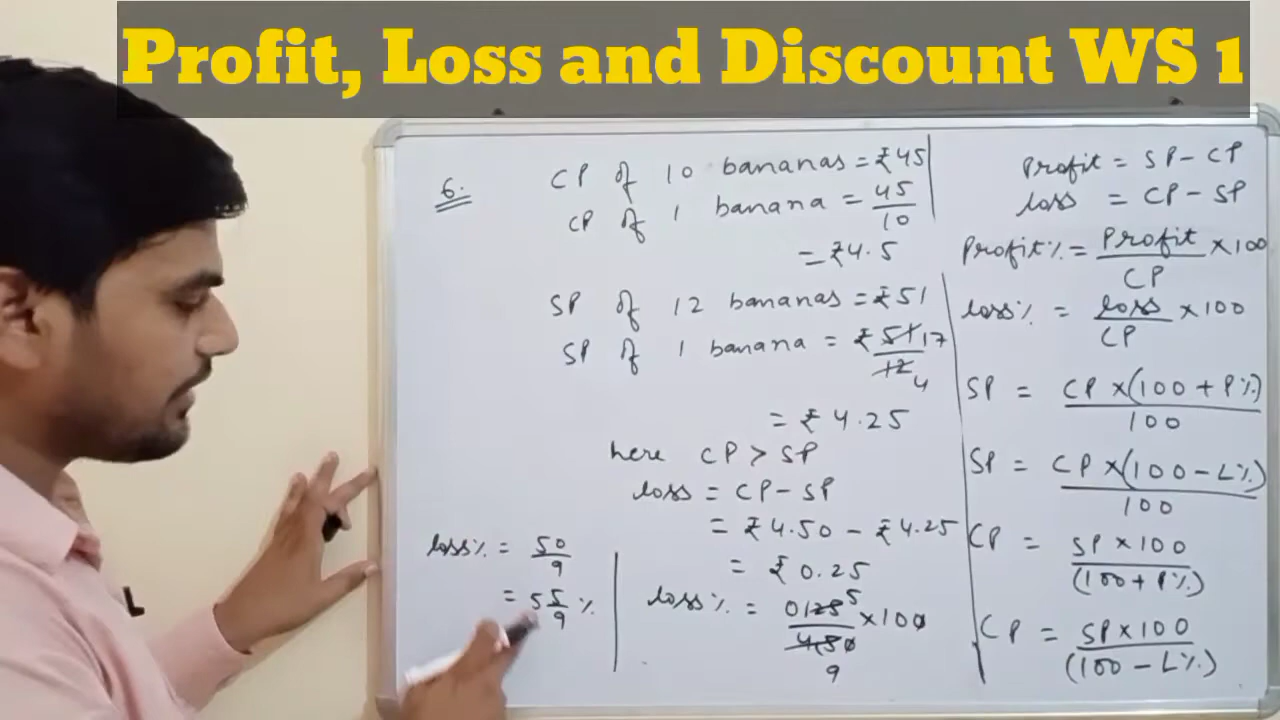 Profit, Loss and Discount WS 1
6.
CP of 10 bananas = ₹45
CP of 1 banana = 45/10
= ₹4.5
SP of 12 bananas = ₹51
SP of 1 banana = ₹ 51/12 17/4
= ₹ 4.25
here CP > SP
loss = CP - SP
= ₹ 4.50 - ₹ 4.25
= ₹ 0.25
loss % = 0.25/4.50 × 100 5/9
loss% = 50/9
= 5 5/9 %
Profit = SP - CP
loss = CP - SP
Profit% = Profit/CP × 100
loss% = loss/CP × 100
SP = CP × (100 + P%)/100
SP = CP × (100 - L%)/100
CP = SP × 100/(100 + P%)
CP = SP × 100/(100 - L%)